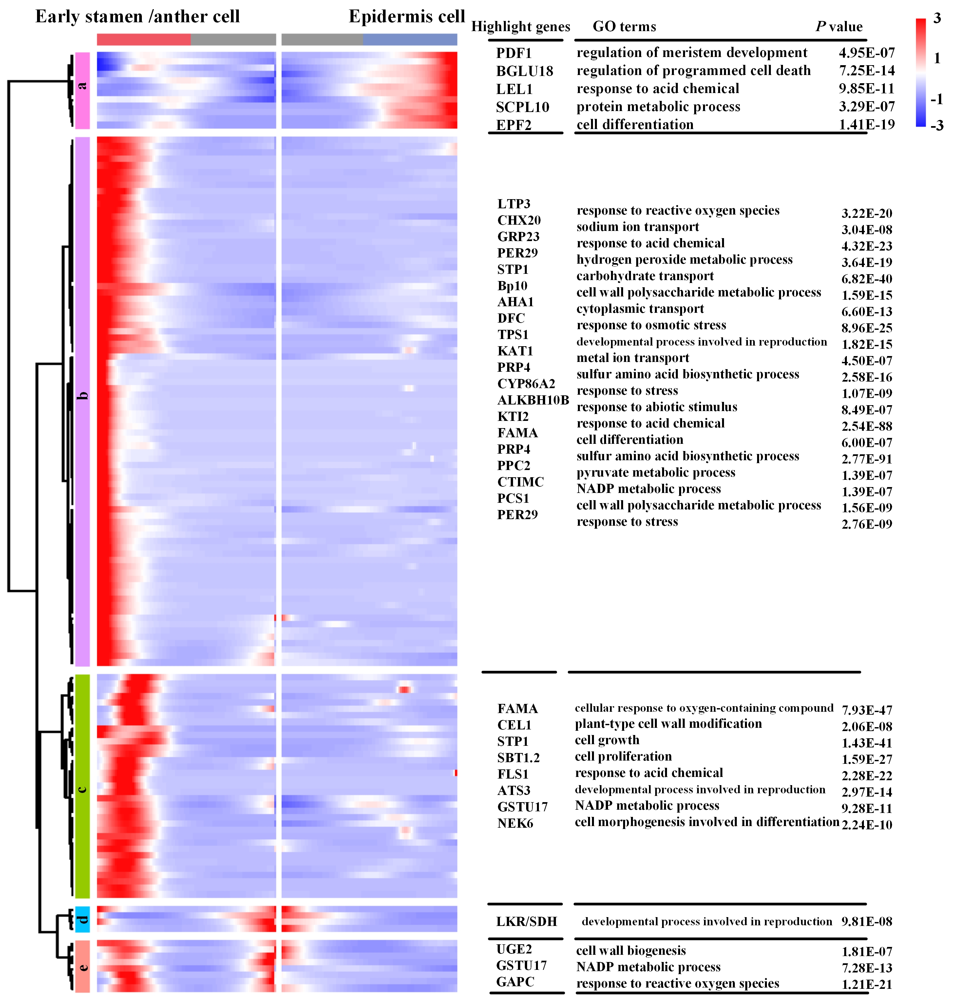 Early stamen /anther cell Epidermis cell
Highlight genes GO terms P value
3
1
-1
-3
a
PDF1 regulation of meristem development 4.95E-07
BGLU18 regulation of programmed cell death 7.25E-14
LEL1 response to acid chemical 9.85E-11
SCPL10 protein metabolic process 3.29E-07
EPF2 cell differentiation 1.41E-19
b
LTP3 response to reactive oxygen species 3.22E-20
CHX20 sodium ion transport 3.04E-08
GRP23 response to acid chemical 4.32E-23
PER29 hydrogen peroxide metabolic process 3.64E-19
STP1 carbohydrate transport 6.82E-40
Bp10 cell wall polysaccharide metabolic process 1.59E-15
AHA1 cytoplasmic transport 6.60E-13
DFC response to osmotic stress 8.96E-25
TPS1 developmental process involved in reproduction 1.82E-15
KAT1 metal ion transport 4.50E-07
PRP4 sulfur amino acid biosynthetic process 2.58E-16
CYP86A2 response to stress 1.07E-09
ALKBH10B response to abiotic stimulus 8.49E-07
KTI2 response to acid chemical 2.54E-88
FAMA cell differentiation 6.00E-07
PRP4 sulfur amino acid biosynthetic process 2.77E-91
PPC2 pyruvate metabolic process 1.39E-07
CTIMC NADP metabolic process 1.39E-07
PCS1 cell wall polysaccharide metabolic process 1.56E-09
PER29 response to stress 2.76E-09
c
FAMA cellular response to oxygen-containing compound 7.93E-47
CEL1 plant-type cell wall modification 2.06E-08
STP1 cell growth 1.43E-41
SBT1.2 cell proliferation 1.59E-27
FLS1 response to acid chemical 2.28E-22
ATS3 developmental process involved in reproduction 2.97E-14
GSTU17 NADP metabolic process 9.28E-11
NEK6 cell morphogenesis involved in differentiation 2.24E-10
d
LKR/SDH developmental process involved in reproduction 9.81E-08
e
UGE2 cell wall biogenesis 1.81E-07
GSTU17 NADP metabolic process 7.28E-13
GAPC response to reactive oxygen species 1.21E-21